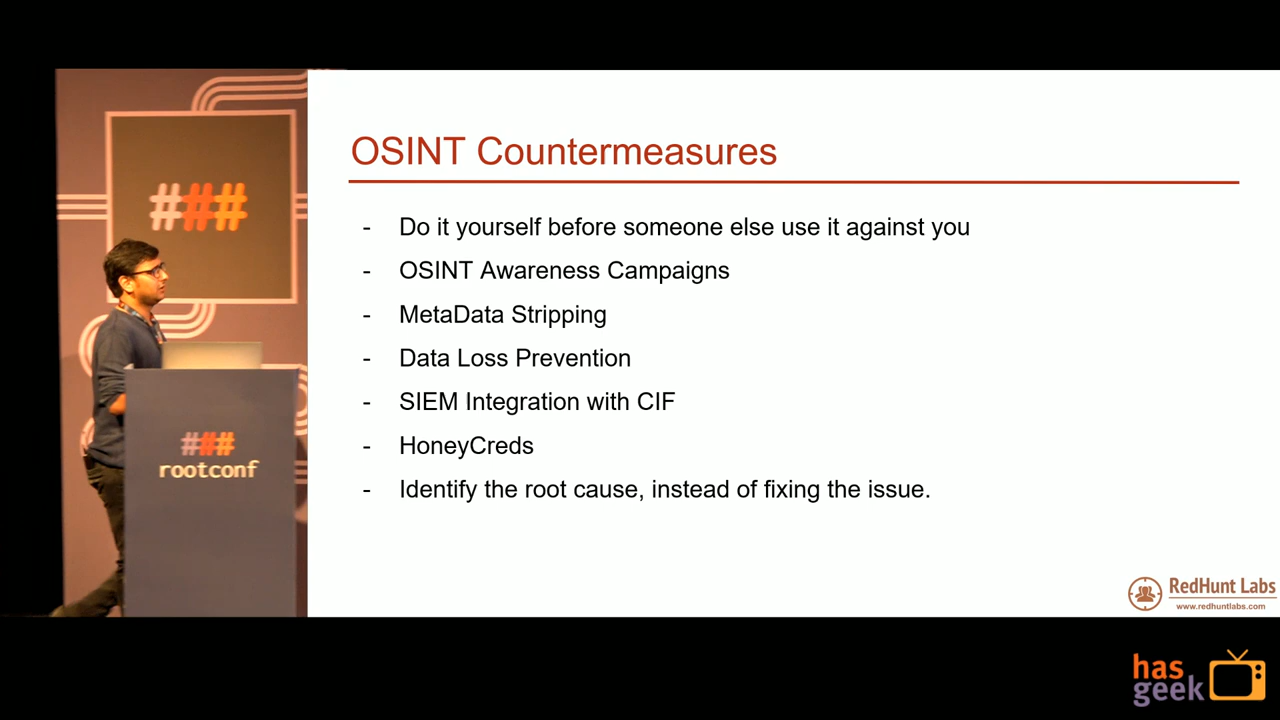 ###
###
rootconf
OSINT Countermeasures
- Do it yourself before someone else use it against you
- OSINT Awareness Campaigns
- MetaData Stripping
- Data Loss Prevention
- SIEM Integration with CIF
- HoneyCreds
- Identify the root cause, instead of fixing the issue.
RedHunt Labs
www.redhuntlabs.com
has
geek